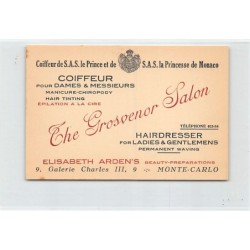 Coiffeur de S.A.S. le Prince et de S.A.S. la Princesse de Monaco
COIFFEUR
POUR DAMES & MESSIEURS
MANICURE-CHIROPODY
HAIR TINTING
EPILATION A LA CIRE
The Grosvenor Salon
TÉLÉPHONE
HAIRDRESSER
FOR LADIES & GENTLEMENS
PERMANENT WAVING
ELISABETH ARDEN'S BEAUTY-PREPARATIONS
9, Galerie Charles III, 9 - MONTE-CARLO